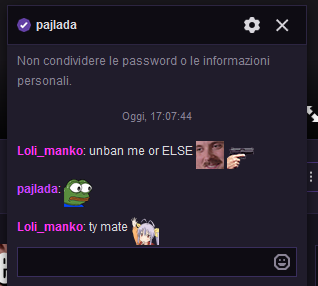 pajlada
Non condividere le password o le informazioni
personali.
Oggi, 17:07:44
Loli_manko: unban me or ELSE
pajlada:
Loli_manko: ty mate